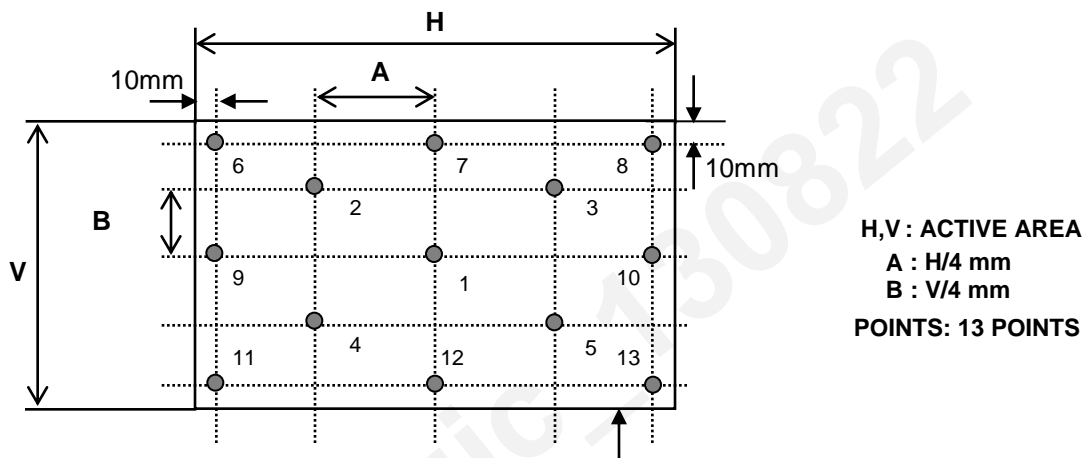 H
10mm
A
6
7
8
10mm
2
3
B
V
9
1
10
H,V : ACTIVE AREA
A : H/4 mm
B : V/4 mm
POINTS: 13 POINTS
4
5
11
12
13
ic_130822